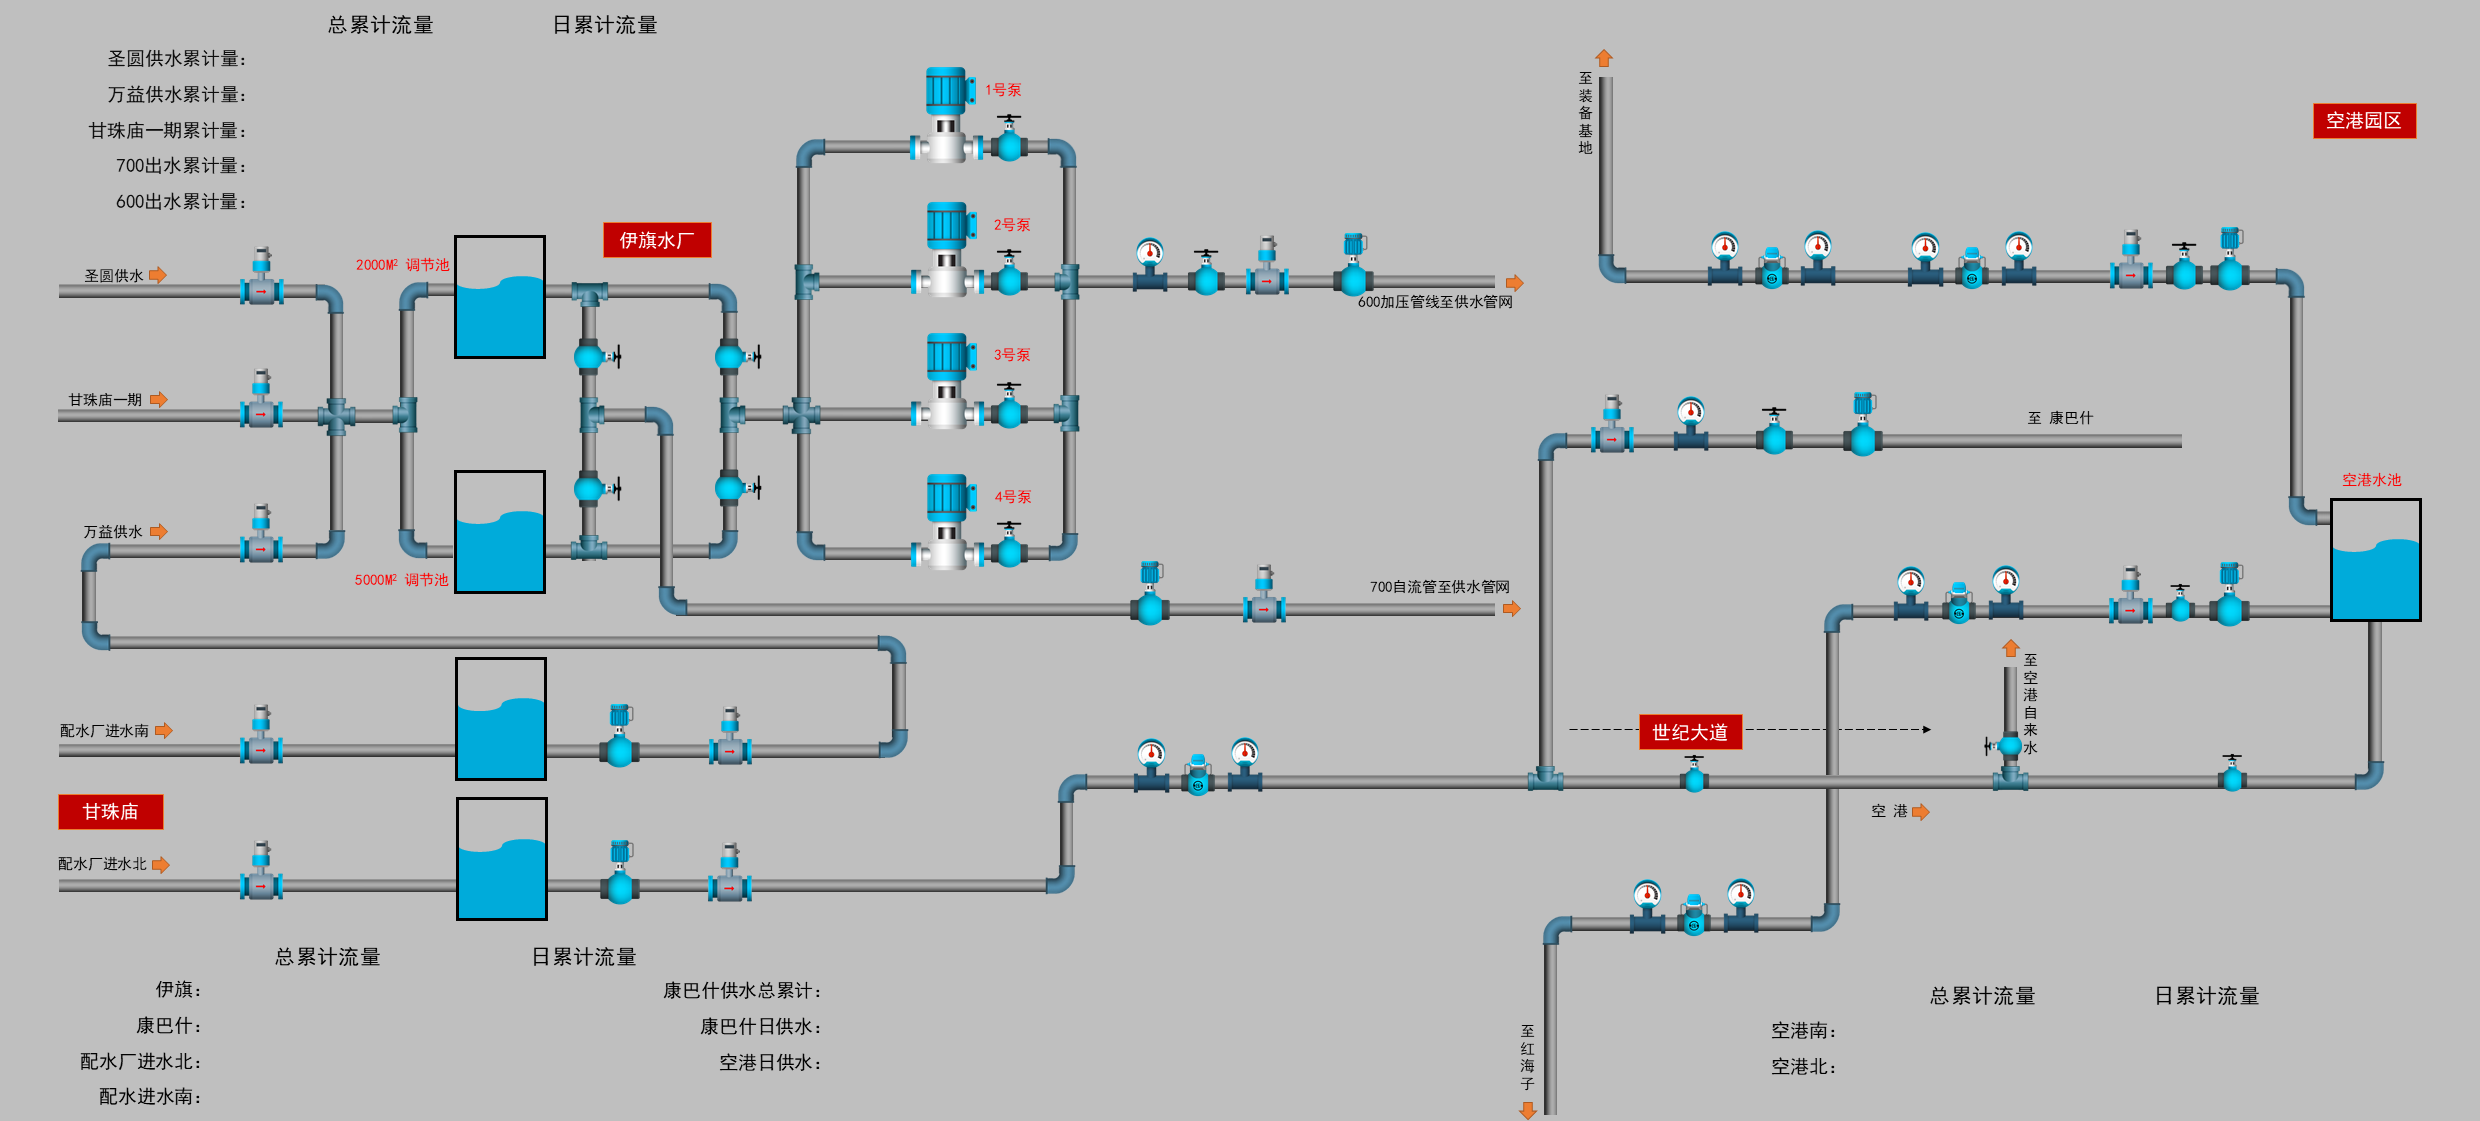 总累计流量 日累计流量
圣圆供水累计量:
万益供水累计量:
甘珠庙一期累计量:
700出水累计量:
600出水累计量:
伊旗水厂
2000M² 调节池
5000M² 调节池
圣圆供水
甘珠庙一期
万益供水
配水厂进水南
甘珠庙
配水厂进水北
1号泵
2号泵
3号泵
4号泵
600加压管线至供水管网
700自流管至供水管网
至装备基地
空港园区
至 康巴什
空港水池
世纪大道
至空港自来水
空 港
至红海子
总累计流量 日累计流量
伊旗:
康巴什:
配水厂进水北:
配水进水南:
康巴什供水总累计:
康巴什日供水:
空港日供水:
总累计流量 日累计流量
空港南:
空港北: